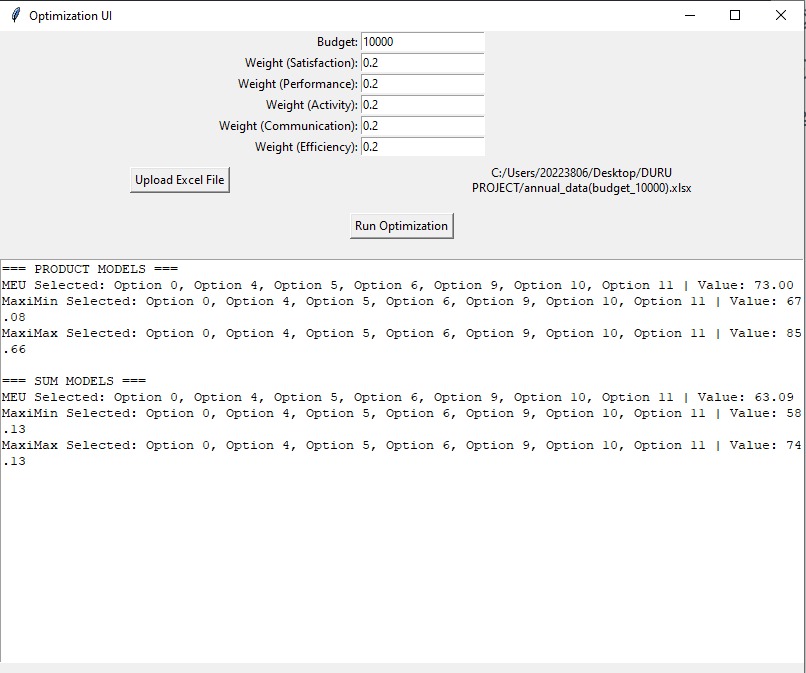 Optimization UI
Budget: 10000
Weight (Satisfaction): 0.2
Weight (Performance): 0.2
Weight (Activity): 0.2
Weight (Communication): 0.2
Weight (Efficiency): 0.2
Upload Excel File
C:/Users/20223806/Desktop/DURU
PROJECT/annual_data(budget_10000).xlsx
Run Optimization
=== PRODUCT MODELS ===
MEU Selected: Option 0, Option 4, Option 5, Option 6, Option 9, Option 10, Option 11 | Value: 73.00
MaxiMin Selected: Option 0, Option 4, Option 5, Option 6, Option 9, Option 10, Option 11 | Value: 67
.08
MaxiMax Selected: Option 0, Option 4, Option 5, Option 6, Option 9, Option 10, Option 11 | Value: 85
.66
=== SUM MODELS ===
MEU Selected: Option 0, Option 4, Option 5, Option 6, Option 9, Option 10, Option 11 | Value: 63.09
MaxiMin Selected: Option 0, Option 4, Option 5, Option 6, Option 9, Option 10, Option 11 | Value: 58
.13
MaxiMax Selected: Option 0, Option 4, Option 5, Option 6, Option 9, Option 10, Option 11 | Value: 74
.13